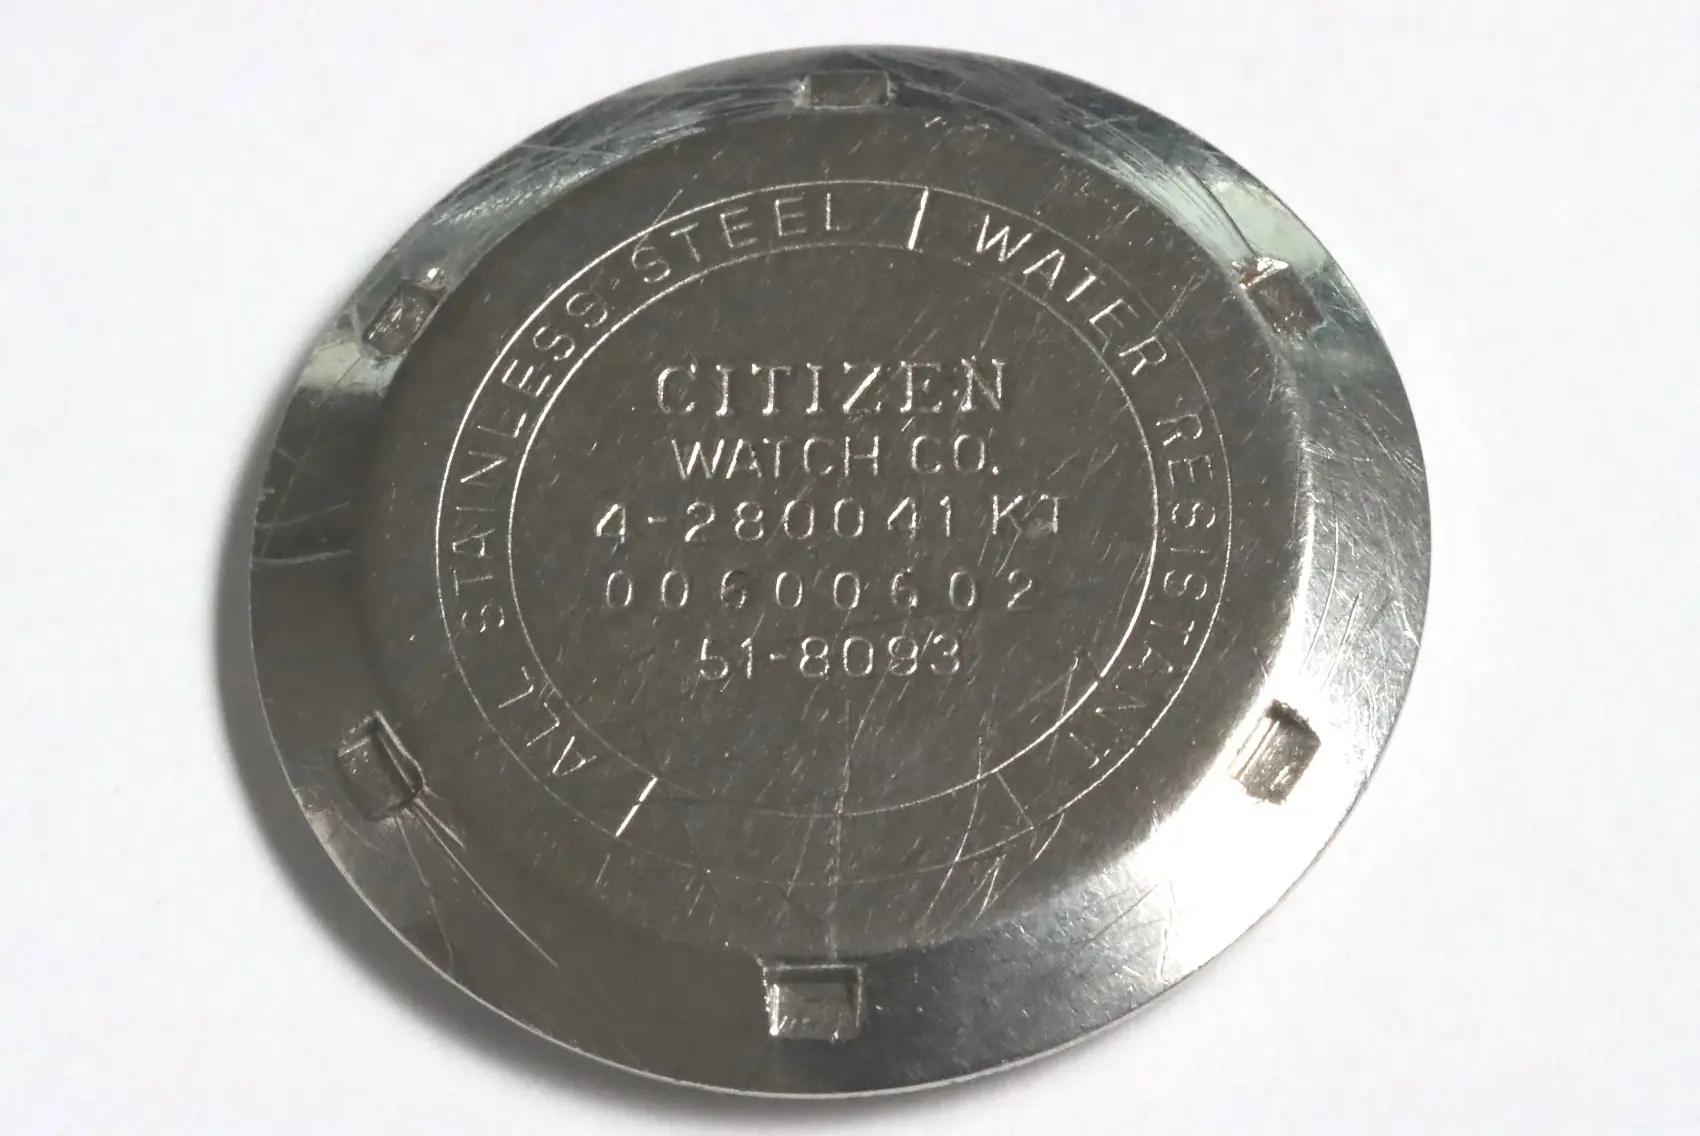 ALL STAINLESS·STEEL
WATER RESISTANT
CITIZEN
WATCH CO.
4-280041 KT
00600602
51-8093